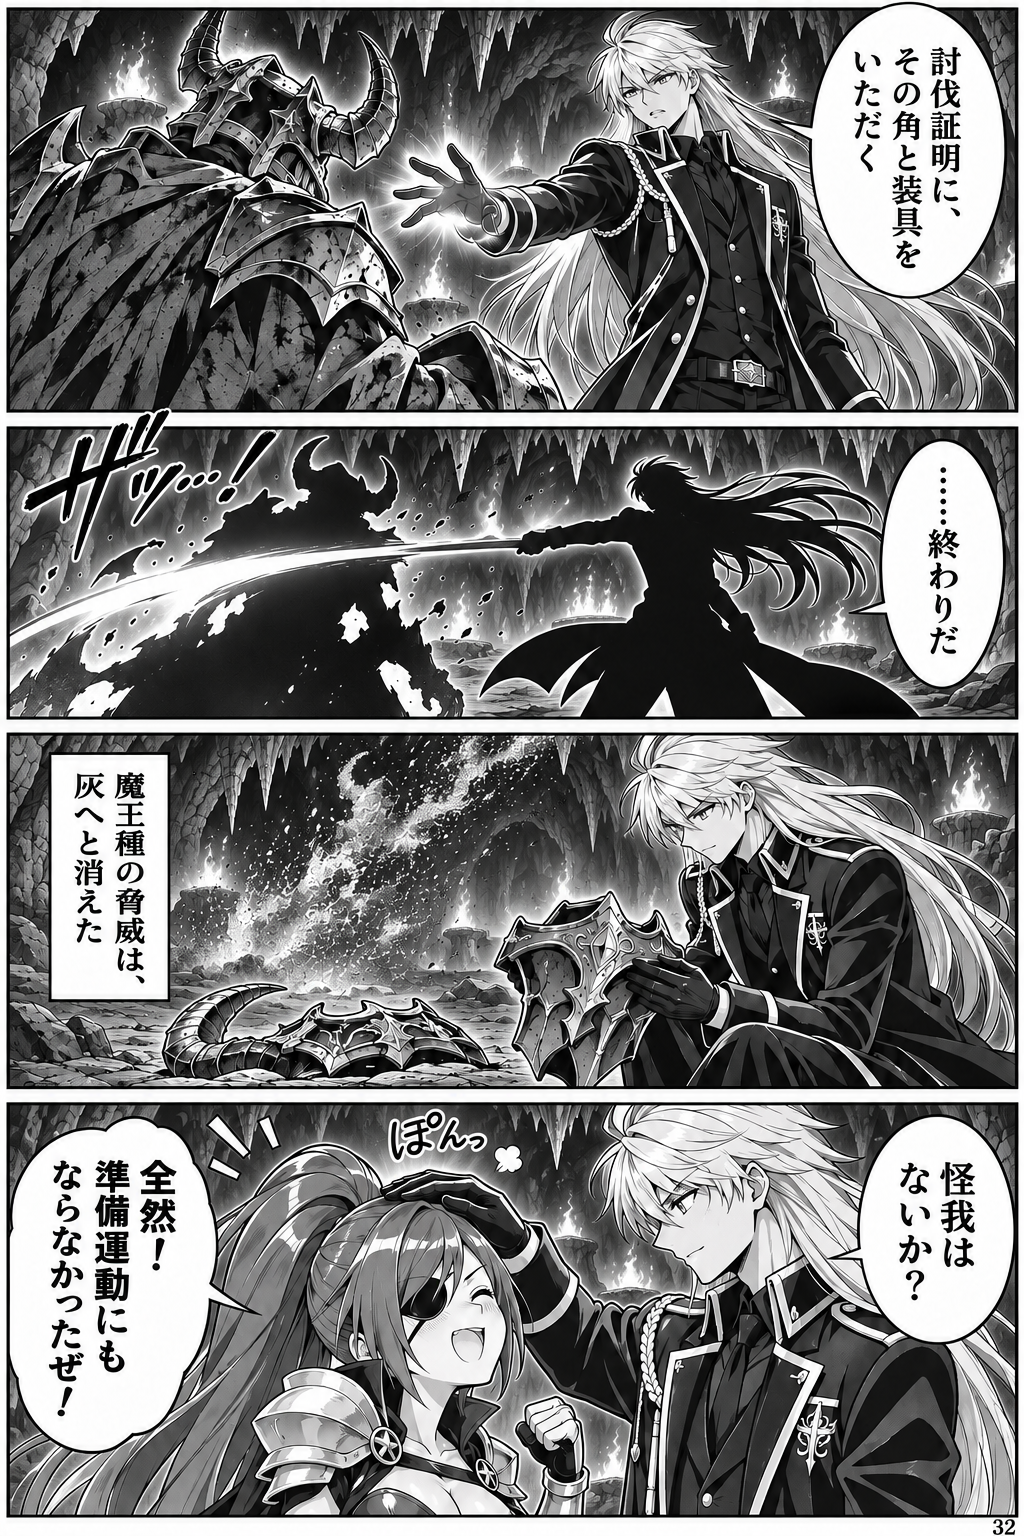 討伐証明に、
その角と装具を
いただく
ザッ…！
……終わりだ
魔王種の脅威は、
灰へと消えた
怪我は
ないか？
ぽんっ
全然！
準備運動にも
ならなかったぜ！
32